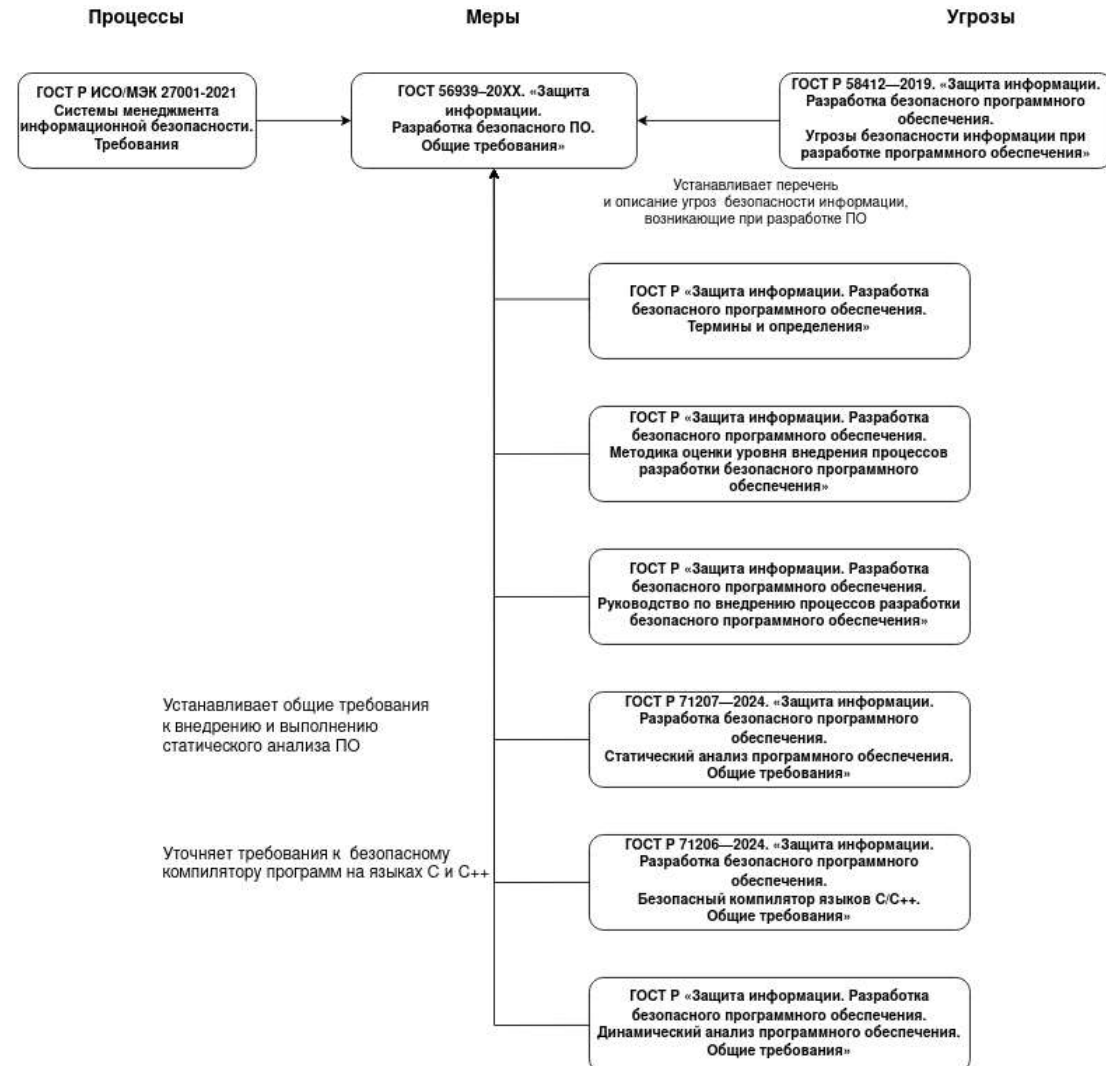 Процессы
Меры
Угрозы
ГОСТ Р ИСО/МЭК 27001-2021
Системы менеджмента
информационной безопасности.
Требования
ГОСТ 56939–20XX. «Защита
информации.
Разработка безопасного ПО.
Общие требования»
ГОСТ Р 58412—2019. «Защита информации.
Разработка безопасного программного
обеспечения.
Угрозы безопасности информации при
разработке программного обеспечения»
Устанавливает перечень
и описание угроз безопасности информации,
возникающие при разработке ПО
ГОСТ Р «Защита информации. Разработка
безопасного программного обеспечения.
Термины и определения»
ГОСТ Р «Защита информации. Разработка
безопасного программного обеспечения.
Методика оценки уровня внедрения процессов
разработки безопасного программного
обеспечения»
ГОСТ Р «Защита информации. Разработка
безопасного программного обеспечения.
Руководство по внедрению процессов разработки
безопасного программного обеспечения»
Устанавливает общие требования
к внедрению и выполнению
статического анализа ПО
ГОСТ Р 71207—2024. «Защита информации.
Разработка безопасного программного
обеспечения.
Статический анализ программного обеспечения.
Общие требования»
Уточняет требования к безопасному
компилятору программ на языках С и С++
ГОСТ Р 71206—2024. «Защита информации.
Разработка безопасного программного
обеспечения.
Безопасный компилятор языков С/С++.
Общие требования»
ГОСТ Р «Защита информации. Разработка
безопасного программного обеспечения.
Динамический анализ программного обеспечения.
Общие требования»